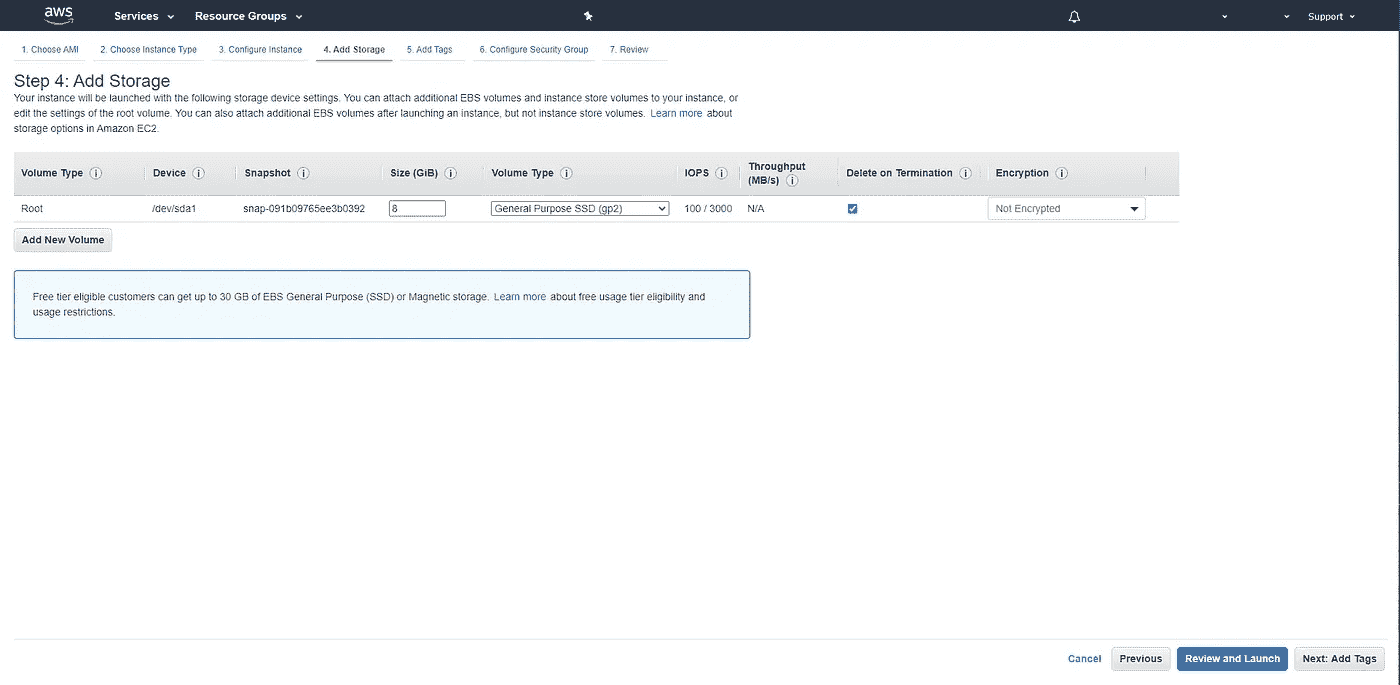 aws Services Resource Groups Support
1. Choose AMI 2. Choose Instance Type 3. Configure Instance 4. Add Storage 5. Add Tags 6. Configure Security Group 7. Review
Step 4: Add Storage
Your instance will be launched with the following storage device settings. You can attach additional EBS volumes and instance store volumes to your instance, or
edit the settings of the root volume. You can also attach additional EBS volumes after launching an instance, but not instance store volumes. Learn more about
storage options in Amazon EC2.
Volume Type i Device i Snapshot i Size (GiB) i Volume Type i IOPS i Throughput (MB/s) i Delete on Termination i Encryption i
Root /dev/sda1 snap-091b09765ee3b0392 8 General Purpose SSD (gp2) 100 / 3000 N/A Not Encrypted
Add New Volume
Free tier eligible customers can get up to 30 GB of EBS General Purpose (SSD) or Magnetic storage. Learn more about free usage tier eligibility and
usage restrictions.
Cancel Previous Review and Launch Next: Add Tags